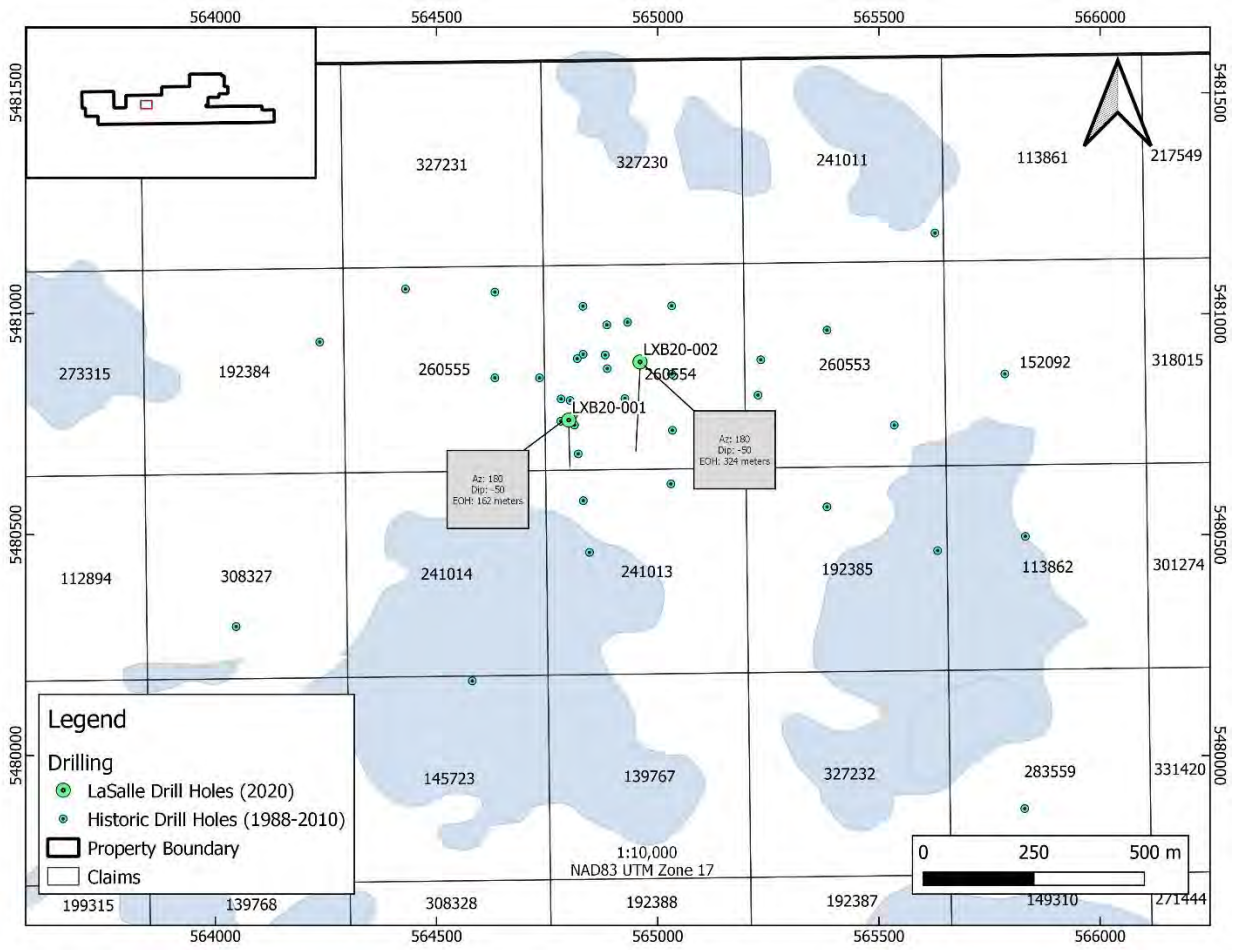 564000 564500 565000 565500 566000
5481500 5481500
327231 327230 241011 113861 217549
5481000 5481000
LXB20-002
273315 192384 260555 260554 260553 152092 318015
LXB20-001
Az: 180
Dip: -50
EOH: 324 meters
Az: 180
Dip: -50
EOH: 162 meters
5480500 5480500
112894 308327 241014 241013 192385 113862 301274
Legend
Drilling
LaSalle Drill Holes (2020)
Historic Drill Holes (1988-2010)
Property Boundary
Claims
5480000 5480000
145723 139767 327232 283559 331420
1:10,000
NAD83 UTM Zone 17
0 250 500 m
199315 139768 308328 192388 192387 149310 271444
564000 564500 565000 565500 566000